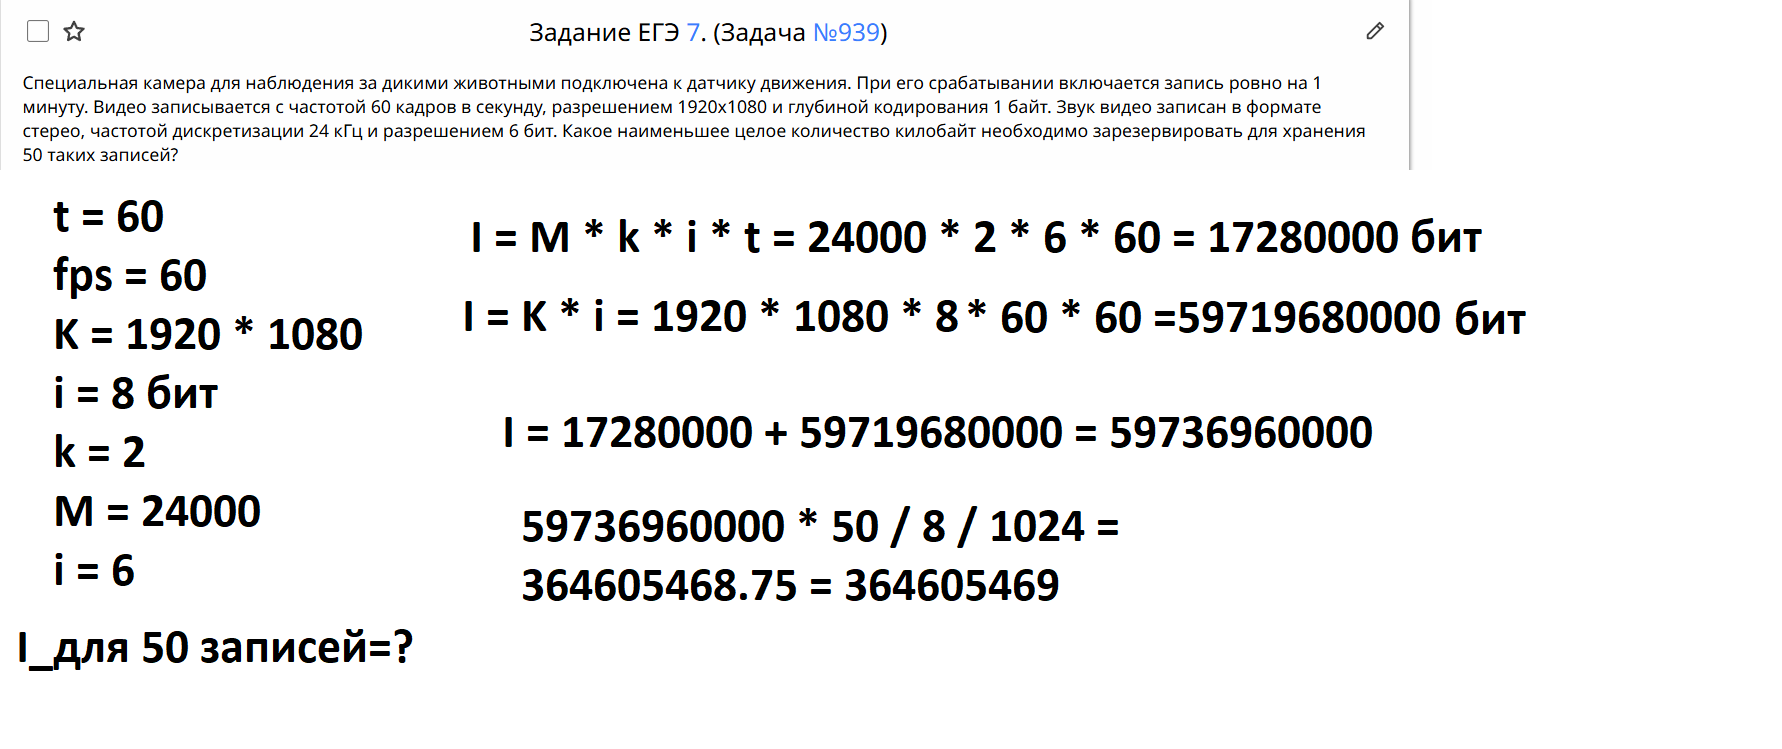 Задание ЕГЭ 7. (Задача №939)
Специальная камера для наблюдения за дикими животными подключена к датчику движения. При его срабатывании включается запись ровно на 1
минуту. Видео записывается с частотой 60 кадров в секунду, разрешением 1920x1080 и глубиной кодирования 1 байт. Звук видео записан в формате
стерео, частотой дискретизации 24 кГц и разрешением 6 бит. Какое наименьшее целое количество килобайт необходимо зарезервировать для хранения
50 таких записей?
t = 60
fps = 60
K = 1920 * 1080
i = 8 бит
k = 2
M = 24000
i = 6
I_для 50 записей=?
I = M * k * i * t = 24000 * 2 * 6 * 60 = 17280000 бит
I = K * i = 1920 * 1080 * 8 * 60 * 60 =59719680000 бит
I = 17280000 + 59719680000 = 59736960000
59736960000 * 50 / 8 / 1024 =
364605468.75 = 364605469